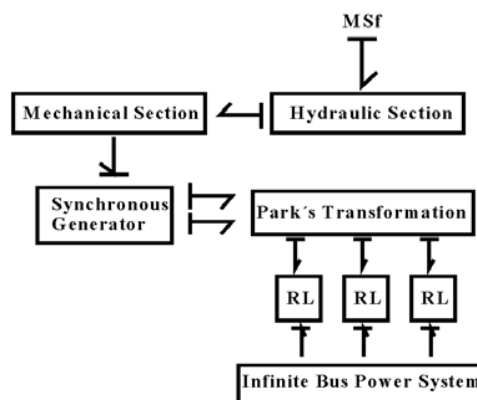 MSf
Mechanical Section
Hydraulic Section
Synchronous
Generator
Park´s Transformation
RL
RL
RL
Infinite Bus Power System